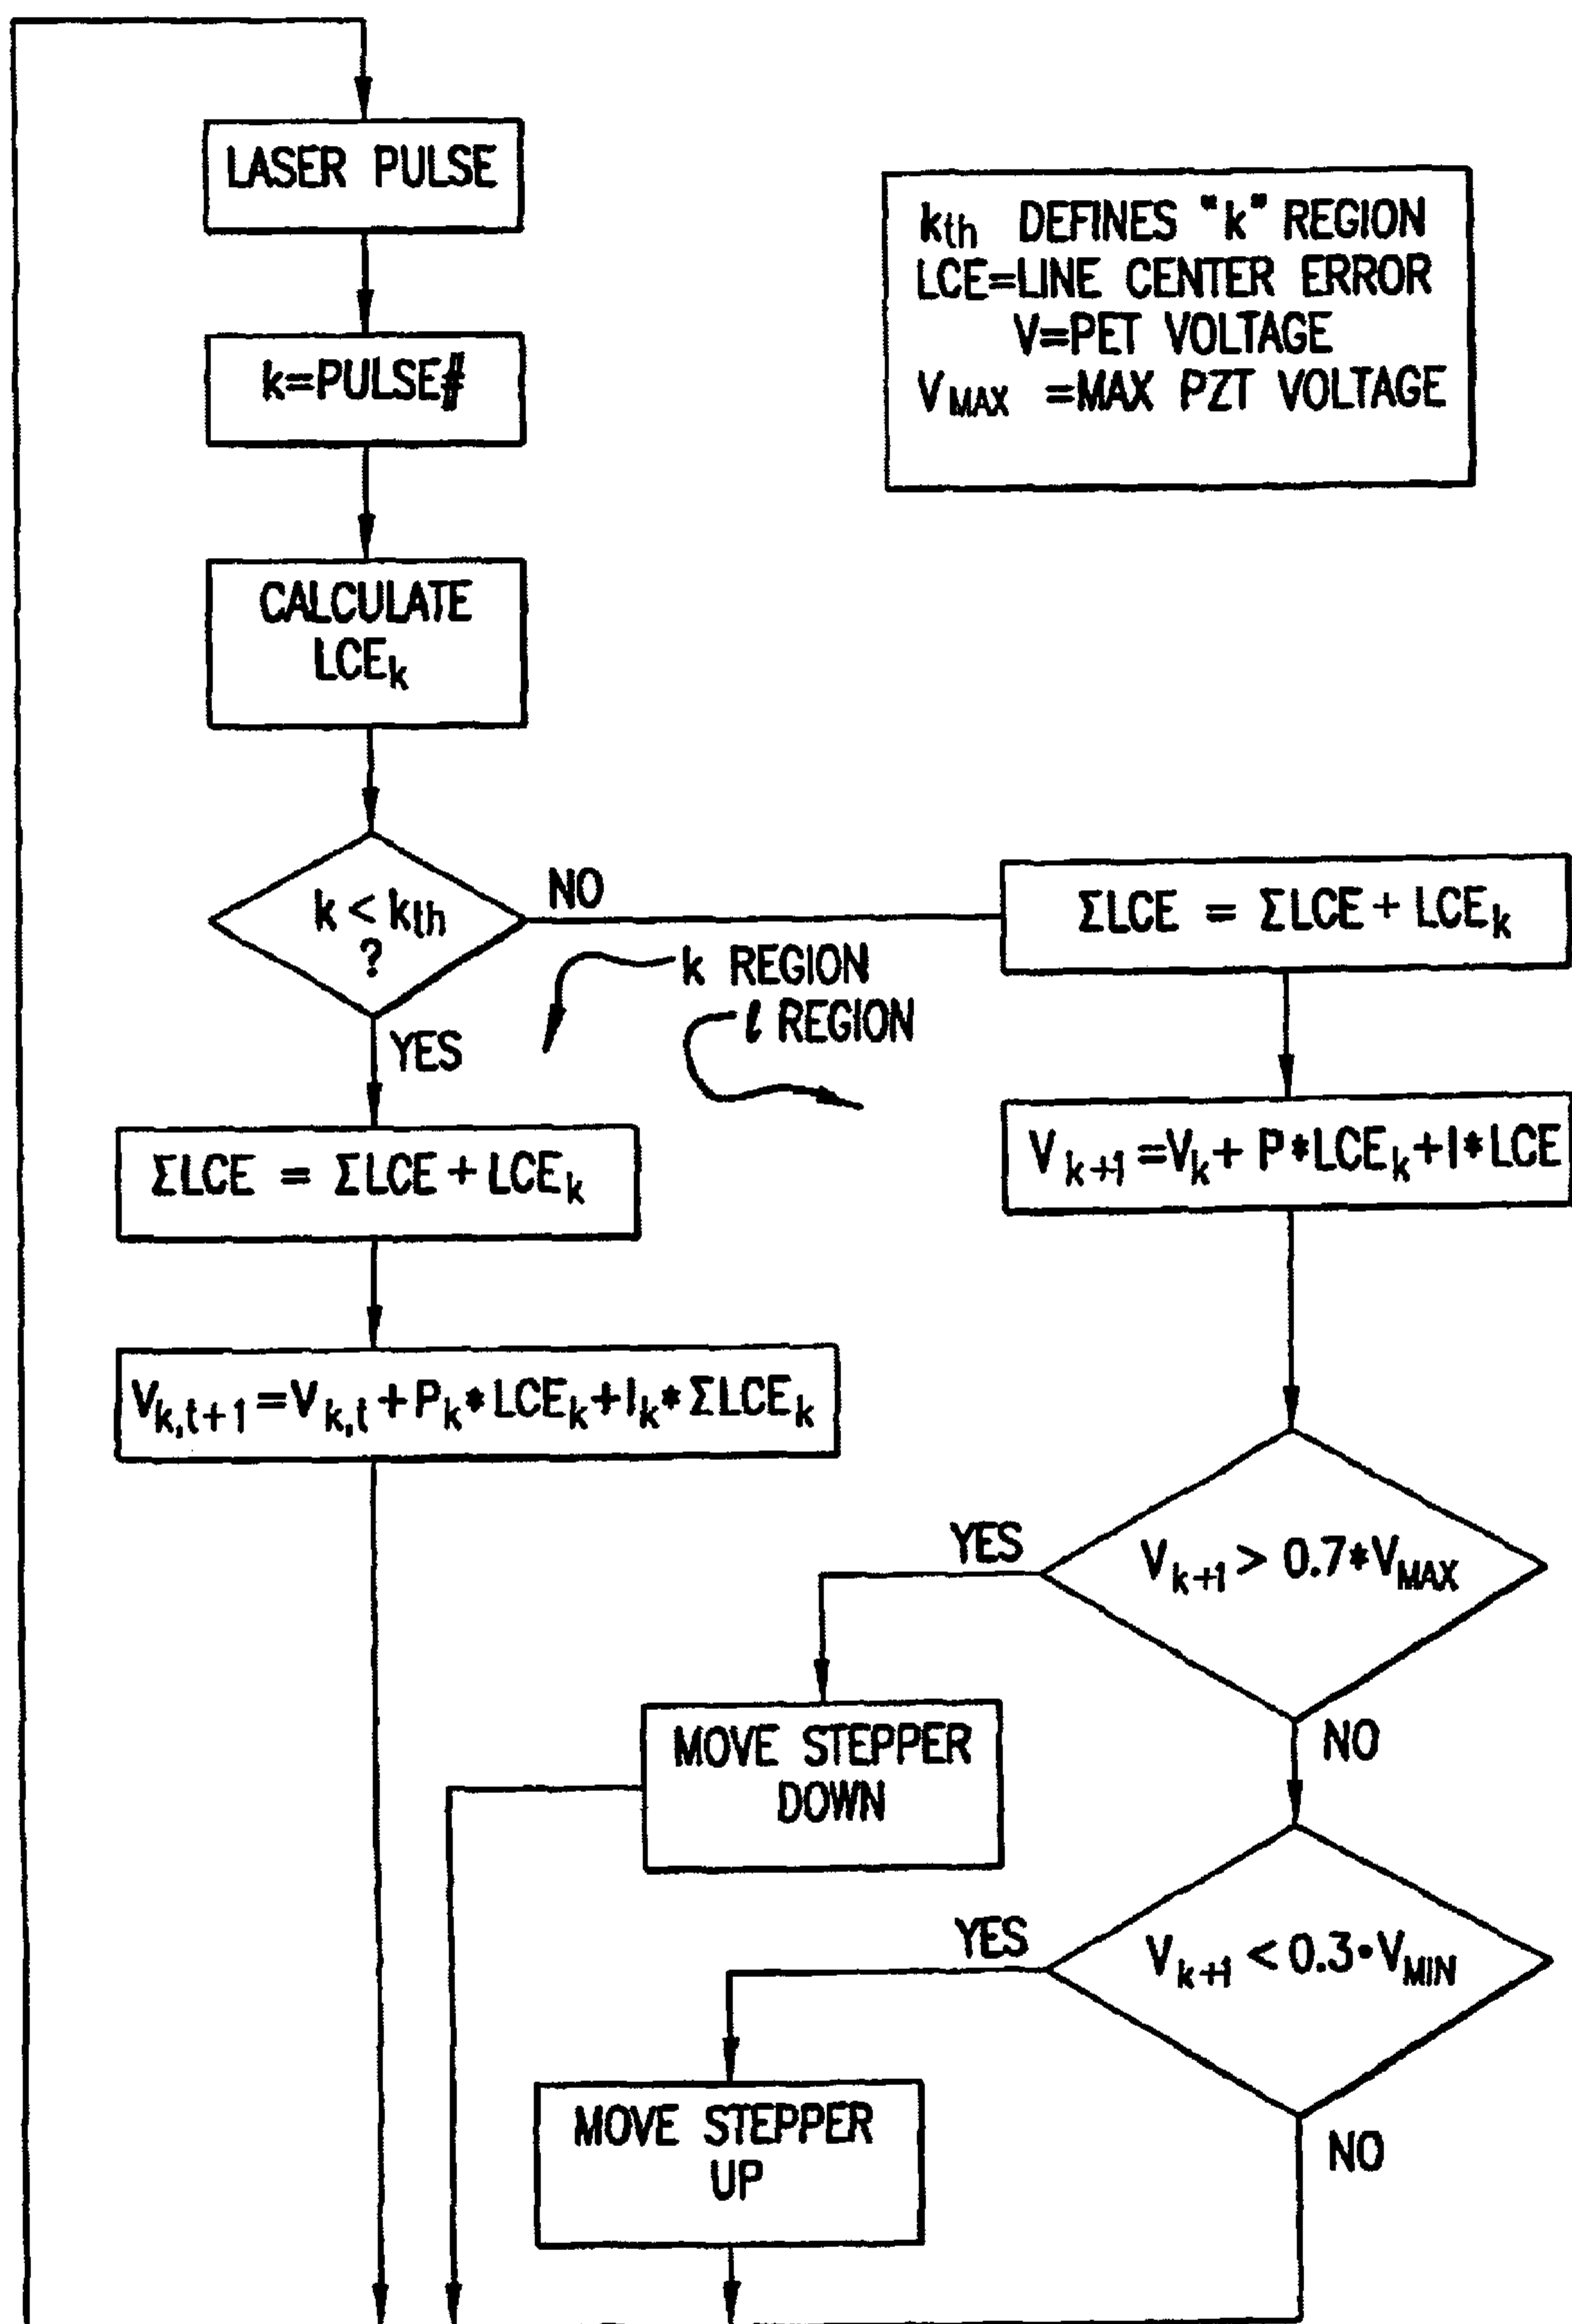 LASER PULSE
k=PULSE#
CALCULATE
LCEk
kth DEFINES "k" REGION
LCE=LINE CENTER ERROR
V=PET VOLTAGE
VMAX =MAX PZT VOLTAGE
k < kth
?
NO
k REGION
l REGION
YES
ΣLCE = ΣLCE + LCEk
Vk,t+1=Vk,t+Pk*LCEk+Ik*ΣLCEk
ΣLCE = ΣLCE + LCEk
Vk+1=Vk+ P*LCEk+I*LCE
Vk+1 > 0.7*VMAX
YES
NO
MOVE STEPPER
DOWN
Vk+1 < 0.3•VMIN
YES
NO
MOVE STEPPER
UP